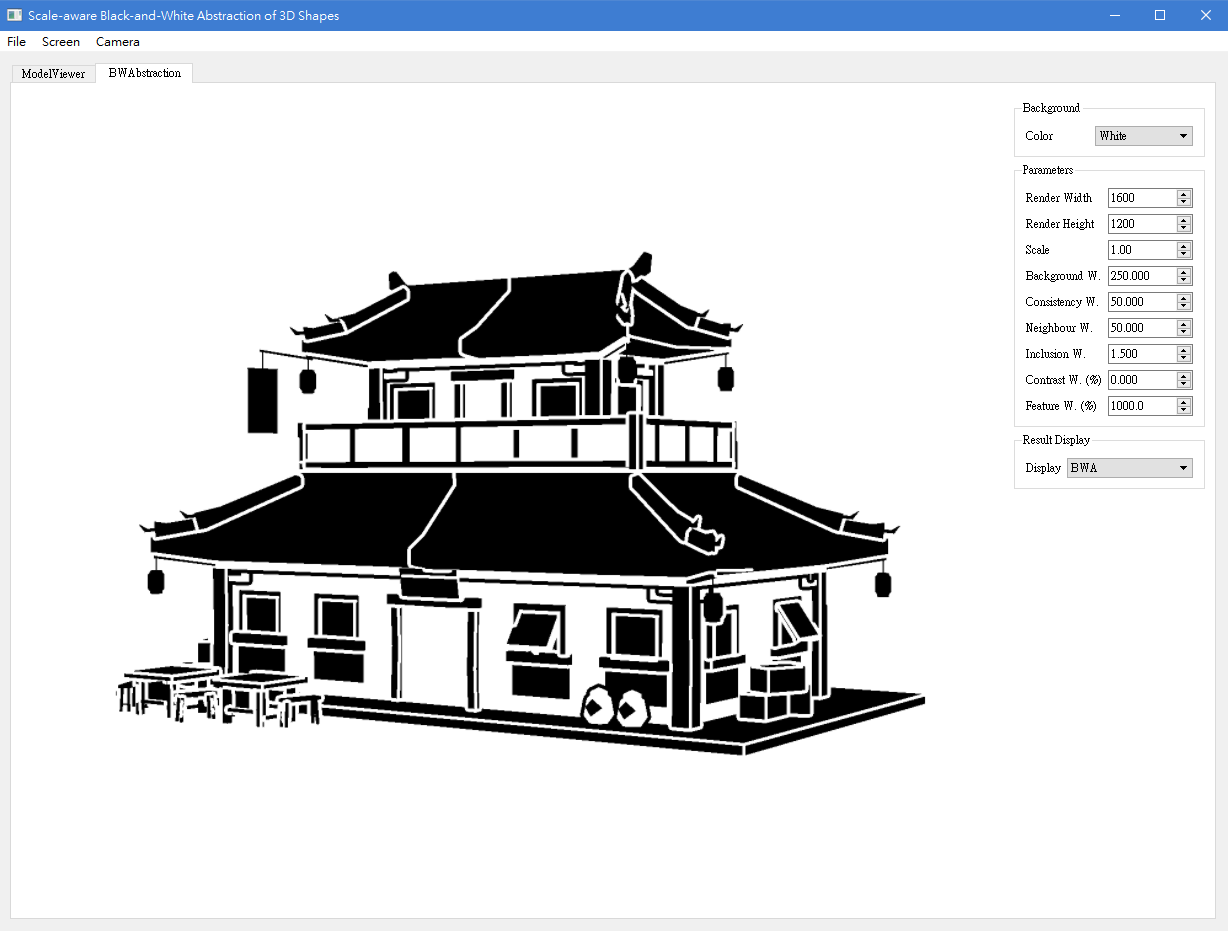 Scale-aware Black-and-White Abstraction of 3D Shapes
File Screen Camera
ModelViewer BWAbstraction
Background
Color White
Parameters
Render Width 1600
Render Height 1200
Scale 1.00
Background W. 250.000
Consistency W. 50.000
Neighbour W. 50.000
Inclusion W. 1.500
Contrast W. (%) 0.000
Feature W. (%) 1000.0
Result Display
Display BWA